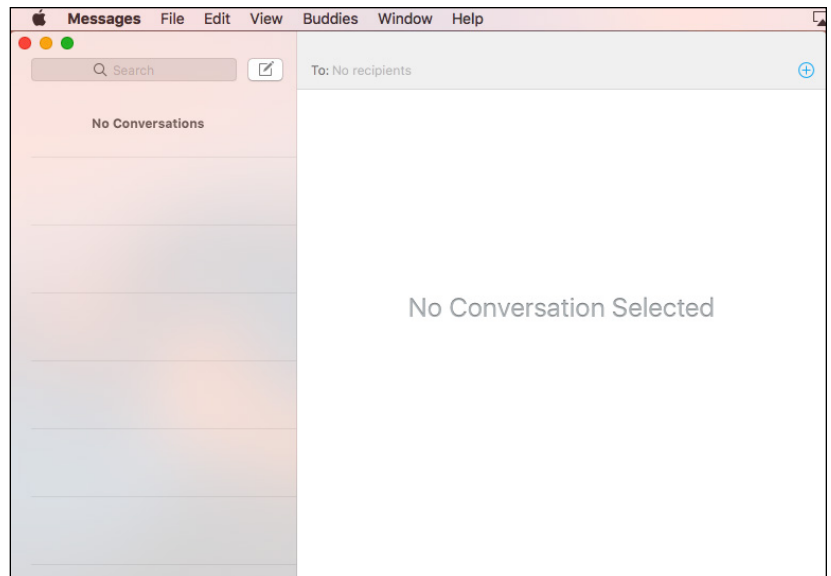 Messages File Edit View Buddies Window Help
Search
To: No recipients
No Conversations
No Conversation Selected